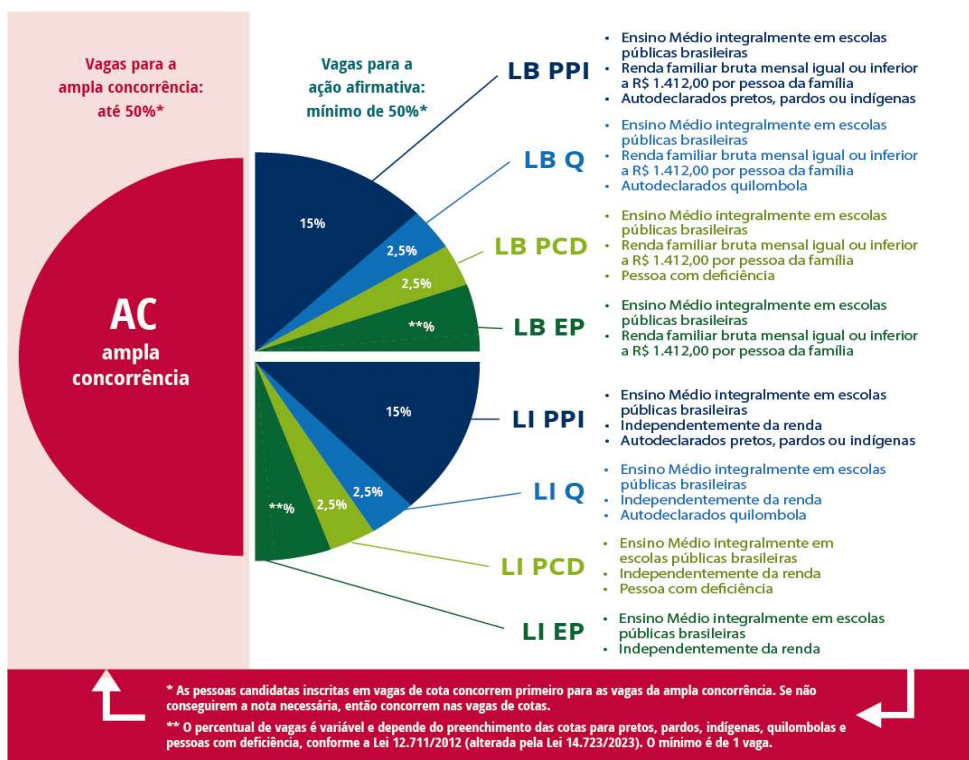 Vagas para a
ampla concorrência:
até 50%*
Vagas para a
ação afirmativa:
mínimo de 50%*
AC
ampla
concorrência
15%
2,5%
2,5%
**%
15%
2,5%
2,5%
**%
LB PPI
• Ensino Médio integralmente em escolas
públicas brasileiras
• Renda familiar bruta mensal igual ou inferior
a R$ 1.412,00 por pessoa da família
• Autodeclarados pretos, pardos ou indígenas
LB Q
• Ensino Médio integralmente em escolas
públicas brasileiras
• Renda familiar bruta mensal igual ou inferior
a R$ 1.412,00 por pessoa da família
• Autodeclarados quilombola
LB PCD
• Ensino Médio integralmente em escolas
públicas brasileiras
• Renda familiar bruta mensal igual ou inferior
a R$ 1.412,00 por pessoa da família
• Pessoa com deficiência
LB EP
• Ensino Médio integralmente em escolas
públicas brasileiras
• Renda familiar bruta mensal igual ou inferior
a R$ 1.412,00 por pessoa da família
LI PPI
• Ensino Médio integralmente em escolas
públicas brasileiras
• Independentemente da renda
• Autodeclarados pretos, pardos ou indígenas
LI Q
• Ensino Médio integralmente em escolas
públicas brasileiras
• Independentemente da renda
• Autodeclarados quilombola
LI PCD
• Ensino Médio integralmente em
escolas públicas brasileiras
• Independentemente da renda
• Pessoa com deficiência
LI EP
• Ensino Médio integralmente em escolas
públicas brasileiras
• Independentemente da renda
* As pessoas candidatas inscritas em vagas de cota concorrem primeiro para as vagas da ampla concorrência. Se não
conseguirem a nota necessária, então concorrem nas vagas de cotas.
** O percentual de vagas é variável e depende do preenchimento das cotas para pretos, pardos, indígenas, quilombolas e
pessoas com deficiência, conforme a Lei 12.711/2012 (alterada pela Lei 14.723/2023). O mínimo é de 1 vaga.